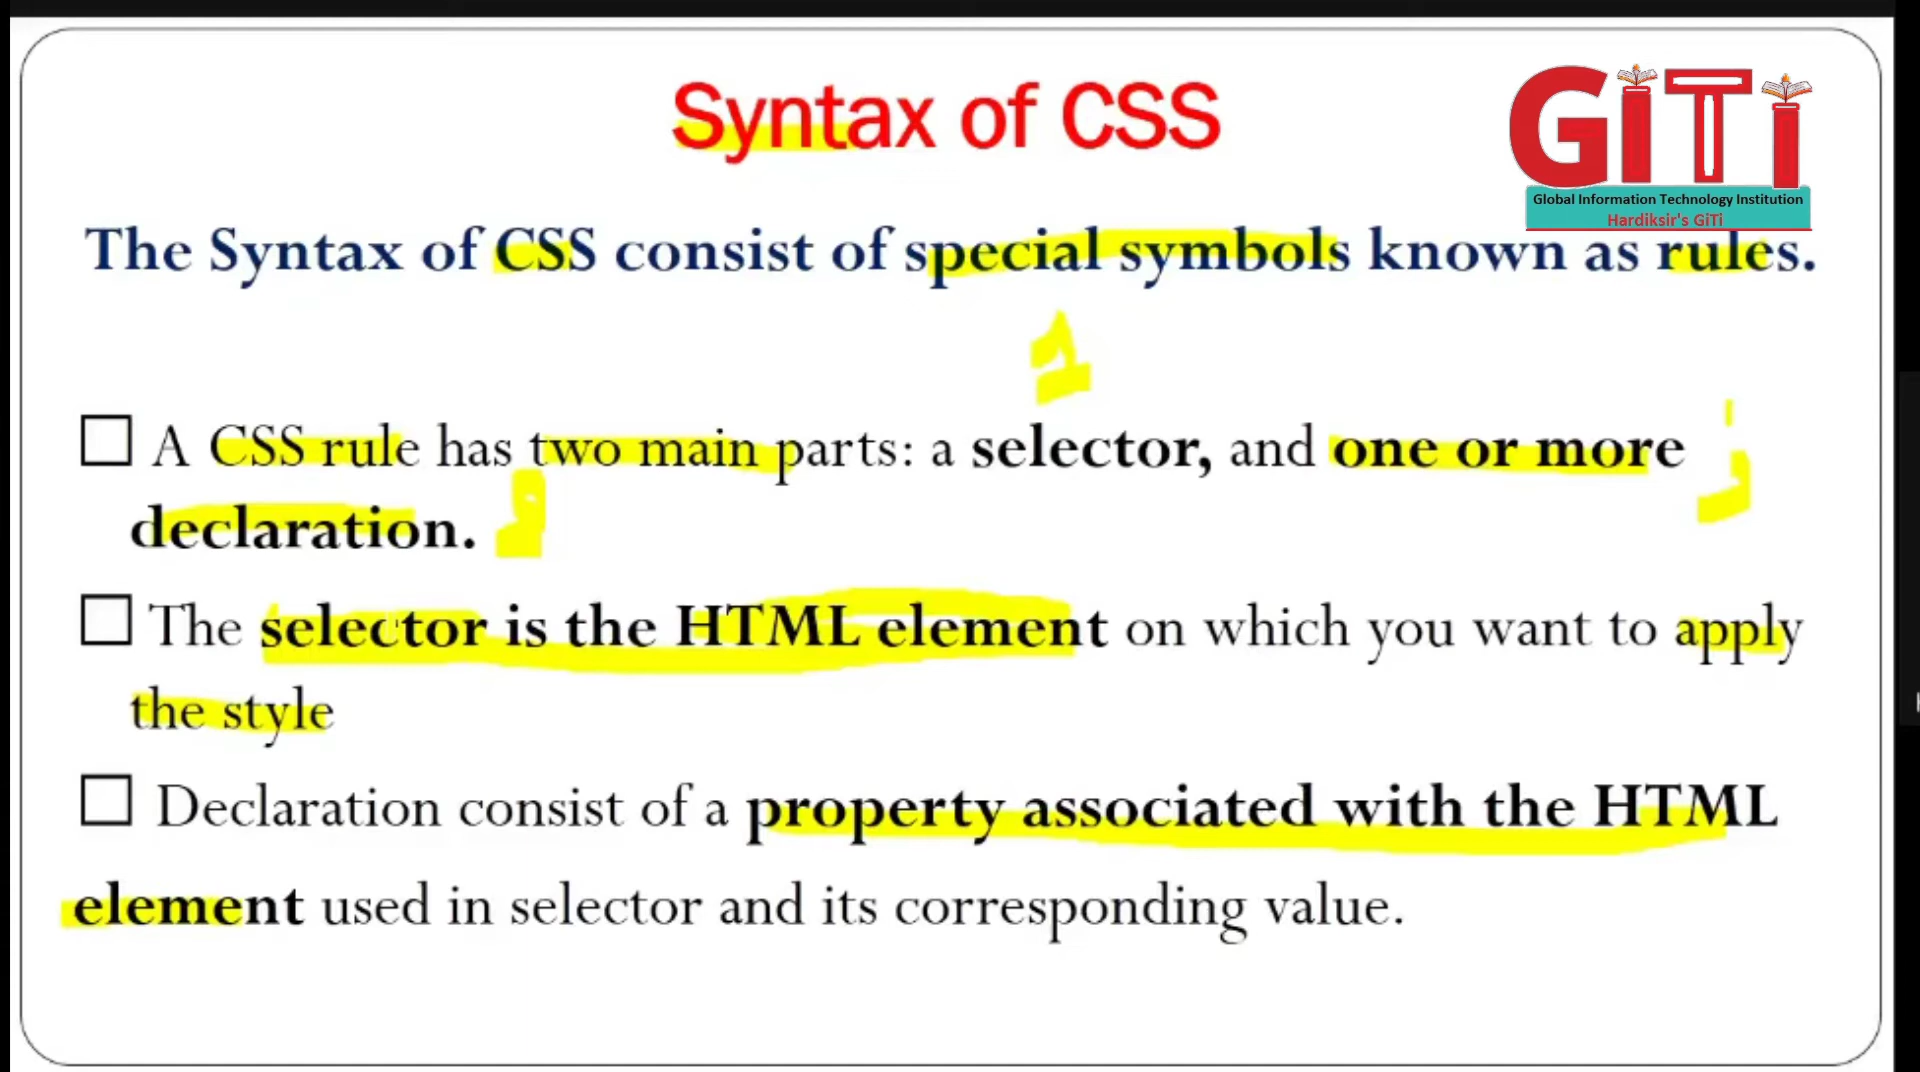 Syntax of CSS
GiTi
Global Information Technology Institution
Hardiksir's GiTi
The Syntax of CSS consist of special symbols known as rules.
A CSS rule has two main parts: a selector, and one or more
declaration.
The selector is the HTML element on which you want to apply
the style
Declaration consist of a property associated with the HTML
element used in selector and its corresponding value.